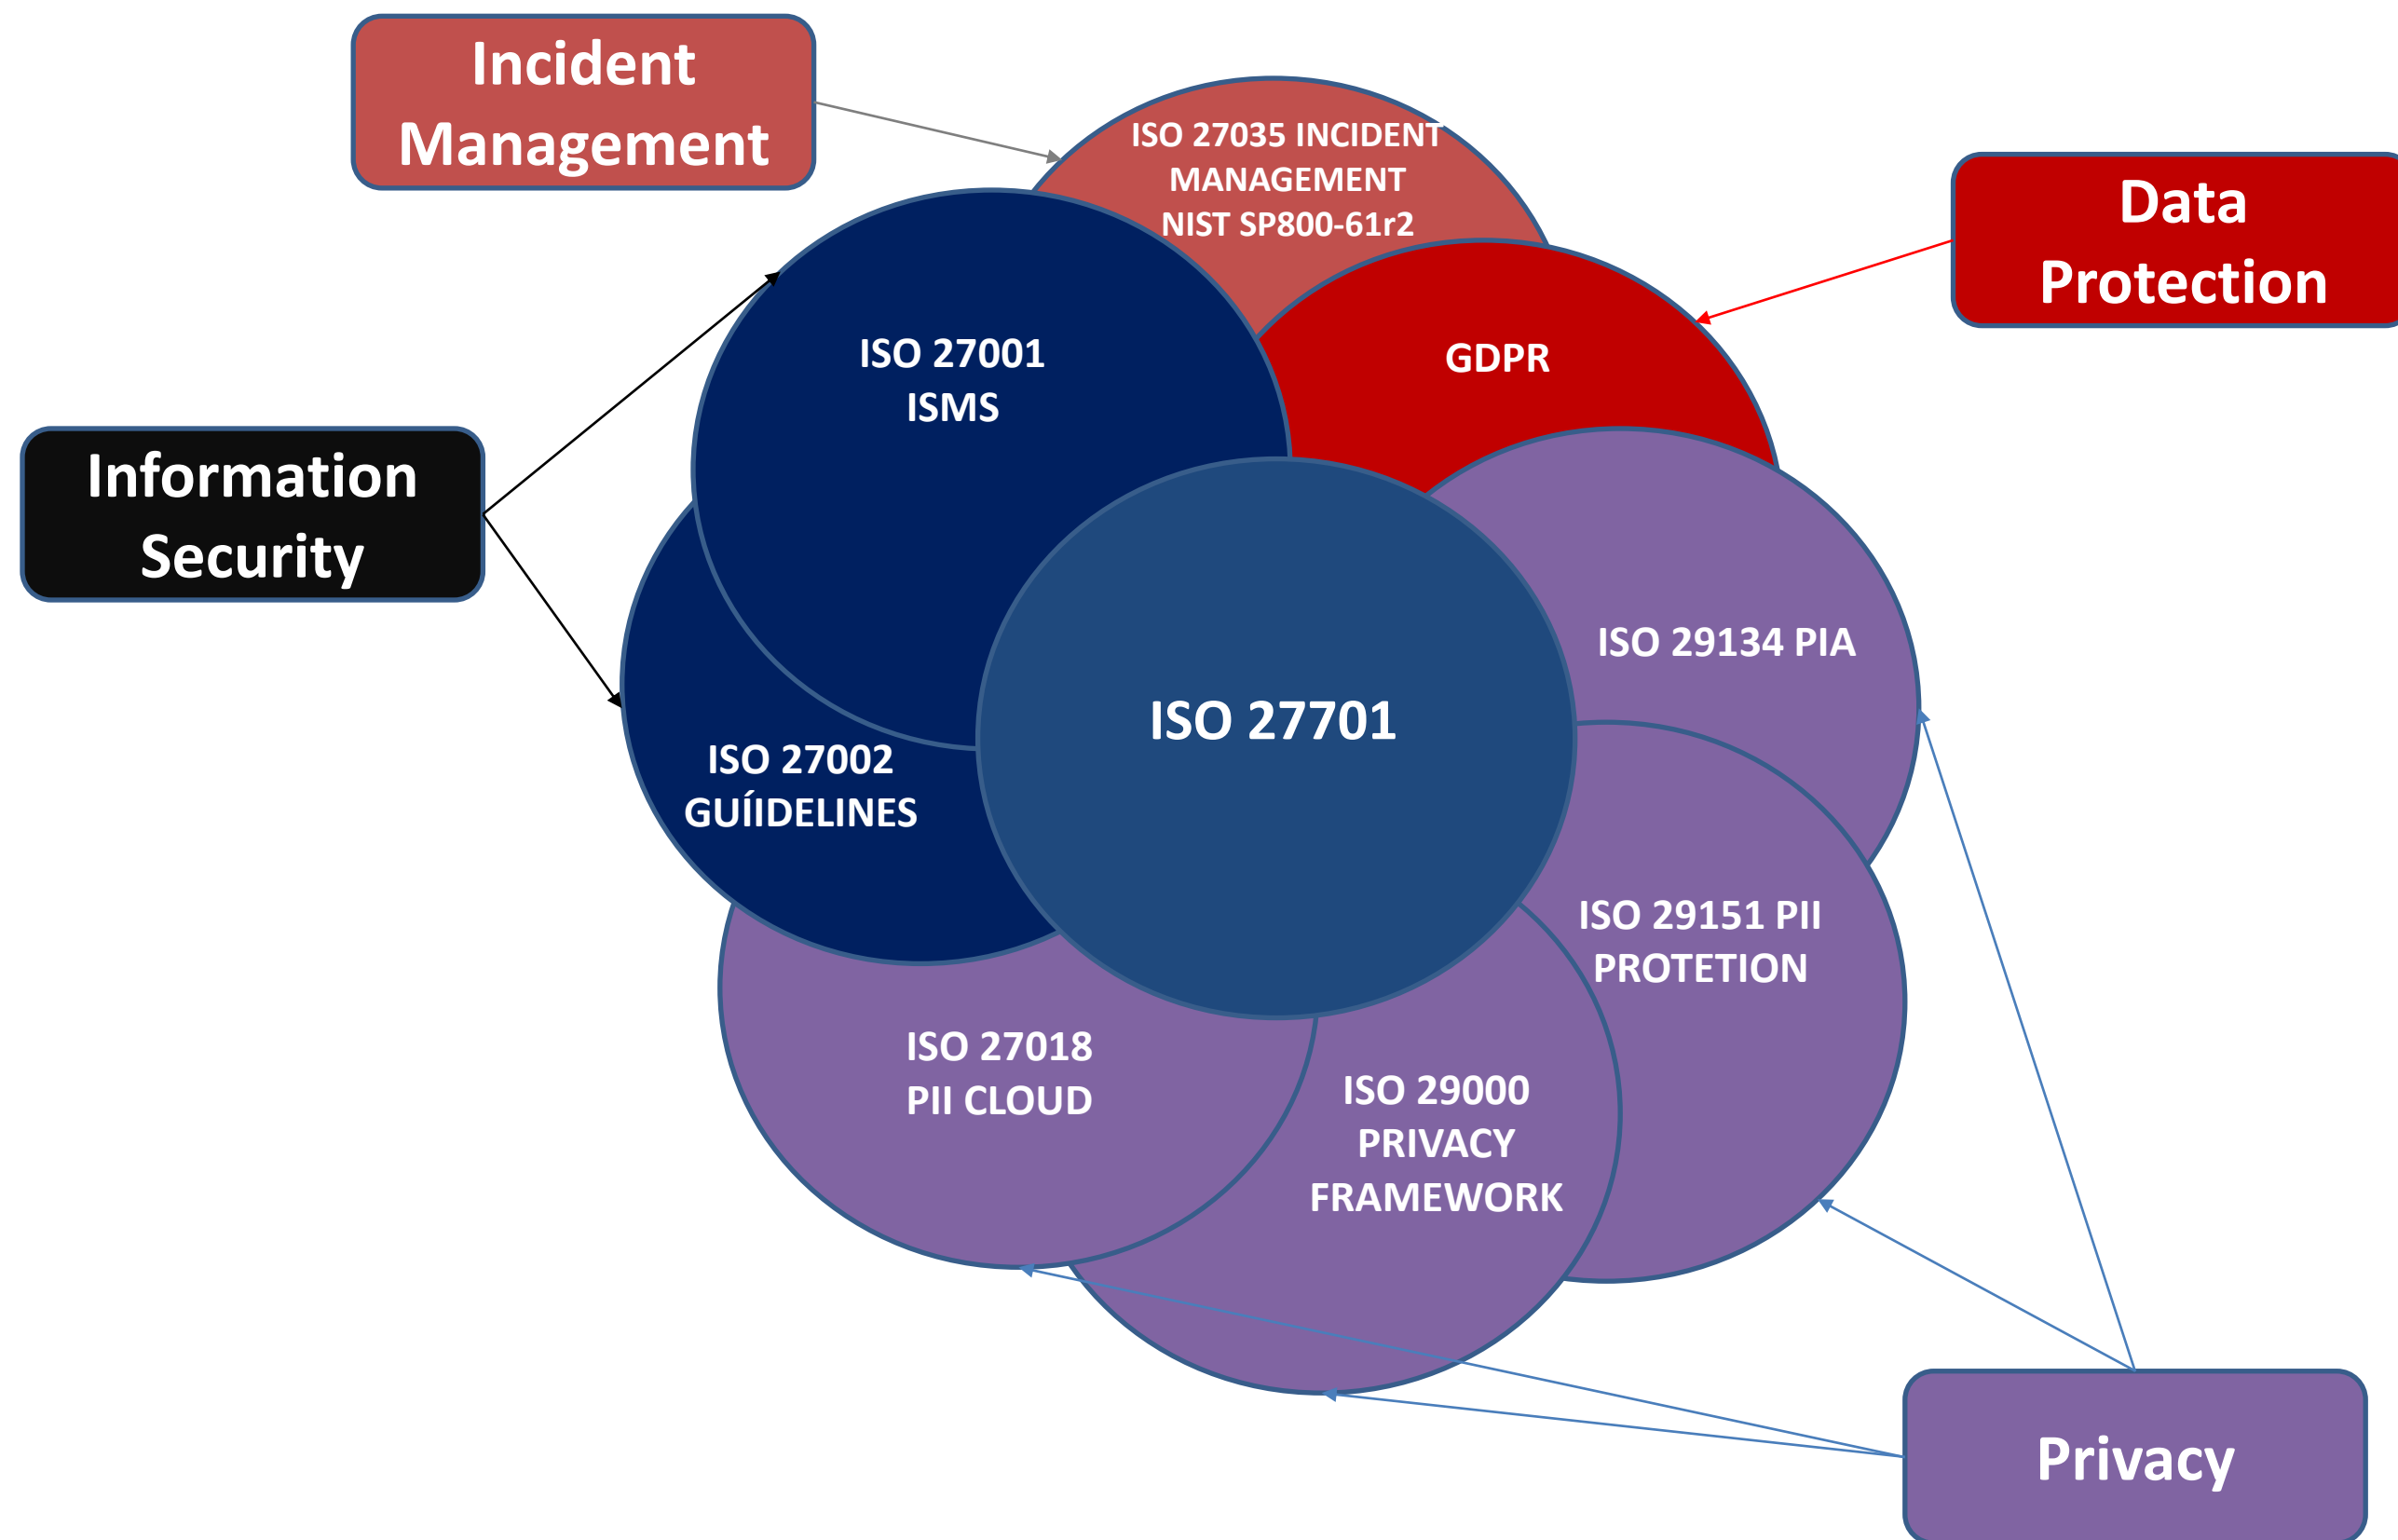 Incident
Management
ISO 27035 INCIDENT
MANAGEMENT
NIST SP800-61r2
Data
Protection
GDPR
ISO 27001
ISMS
Information
Security
ISO 29134 PIA
ISO 27701
ISO 27002
GUÍIDELINES
ISO 29151 PII
PROTETION
ISO 27018
PII CLOUD
ISO 29000
PRIVACY
FRAMEWORK
Privacy